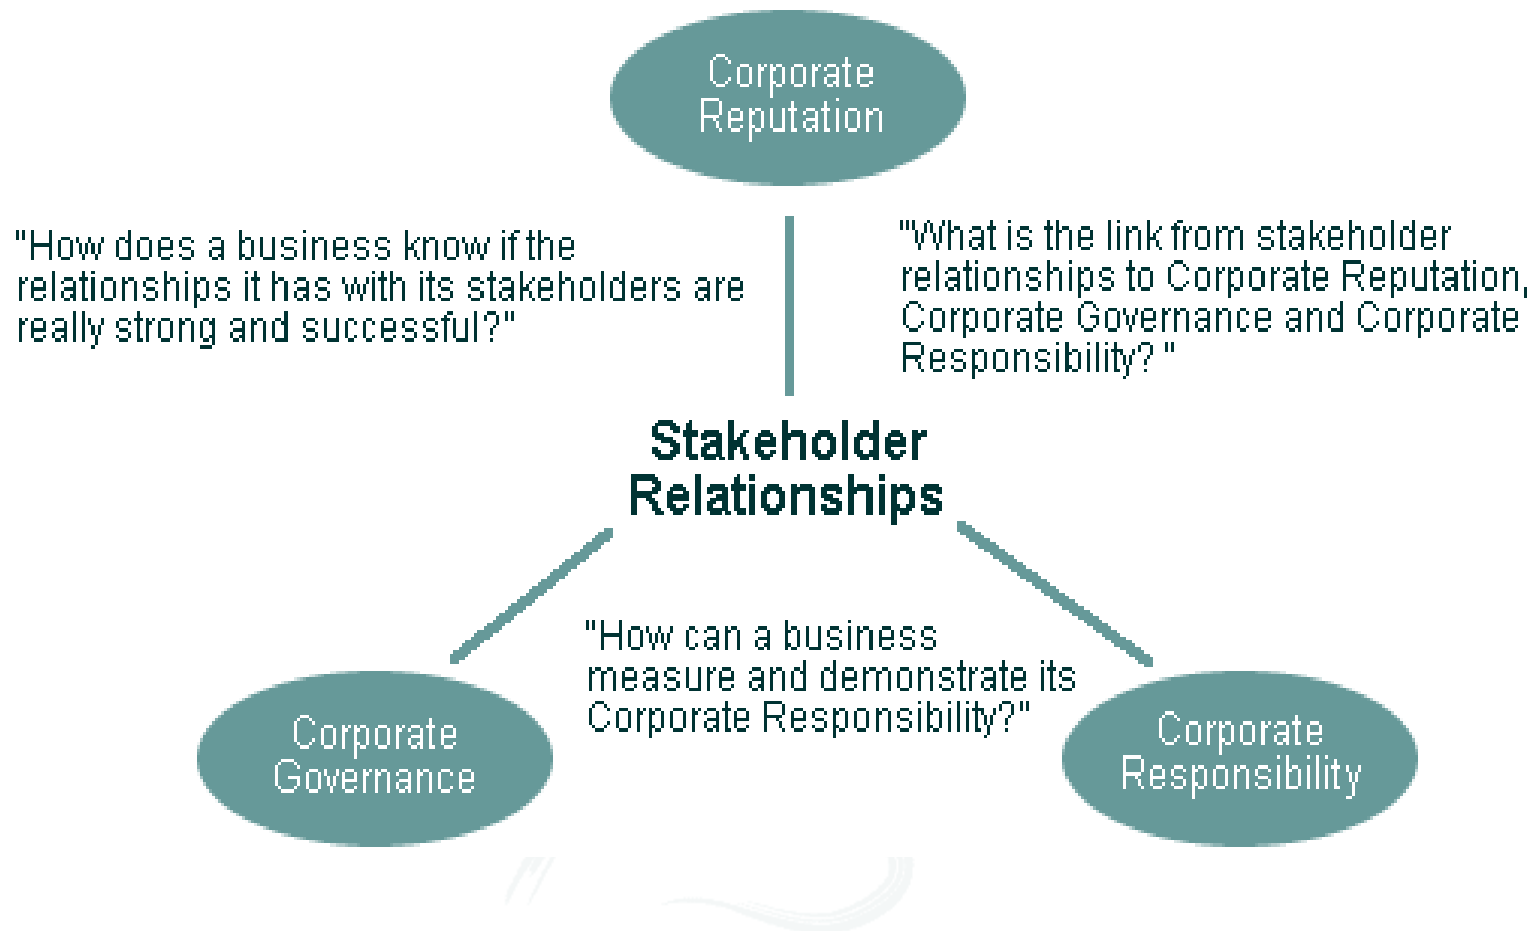 Corporate
Reputation
"How does a business know if the
relationships it has with its stakeholders are
really strong and successful?"
"What is the link from stakeholder
relationships to Corporate Reputation,
Corporate Governance and Corporate
Responsibility? "
Stakeholder
Relationships
"How can a business
measure and demonstrate its
Corporate Responsibility?"
Corporate
Governance
Corporate
Responsibility